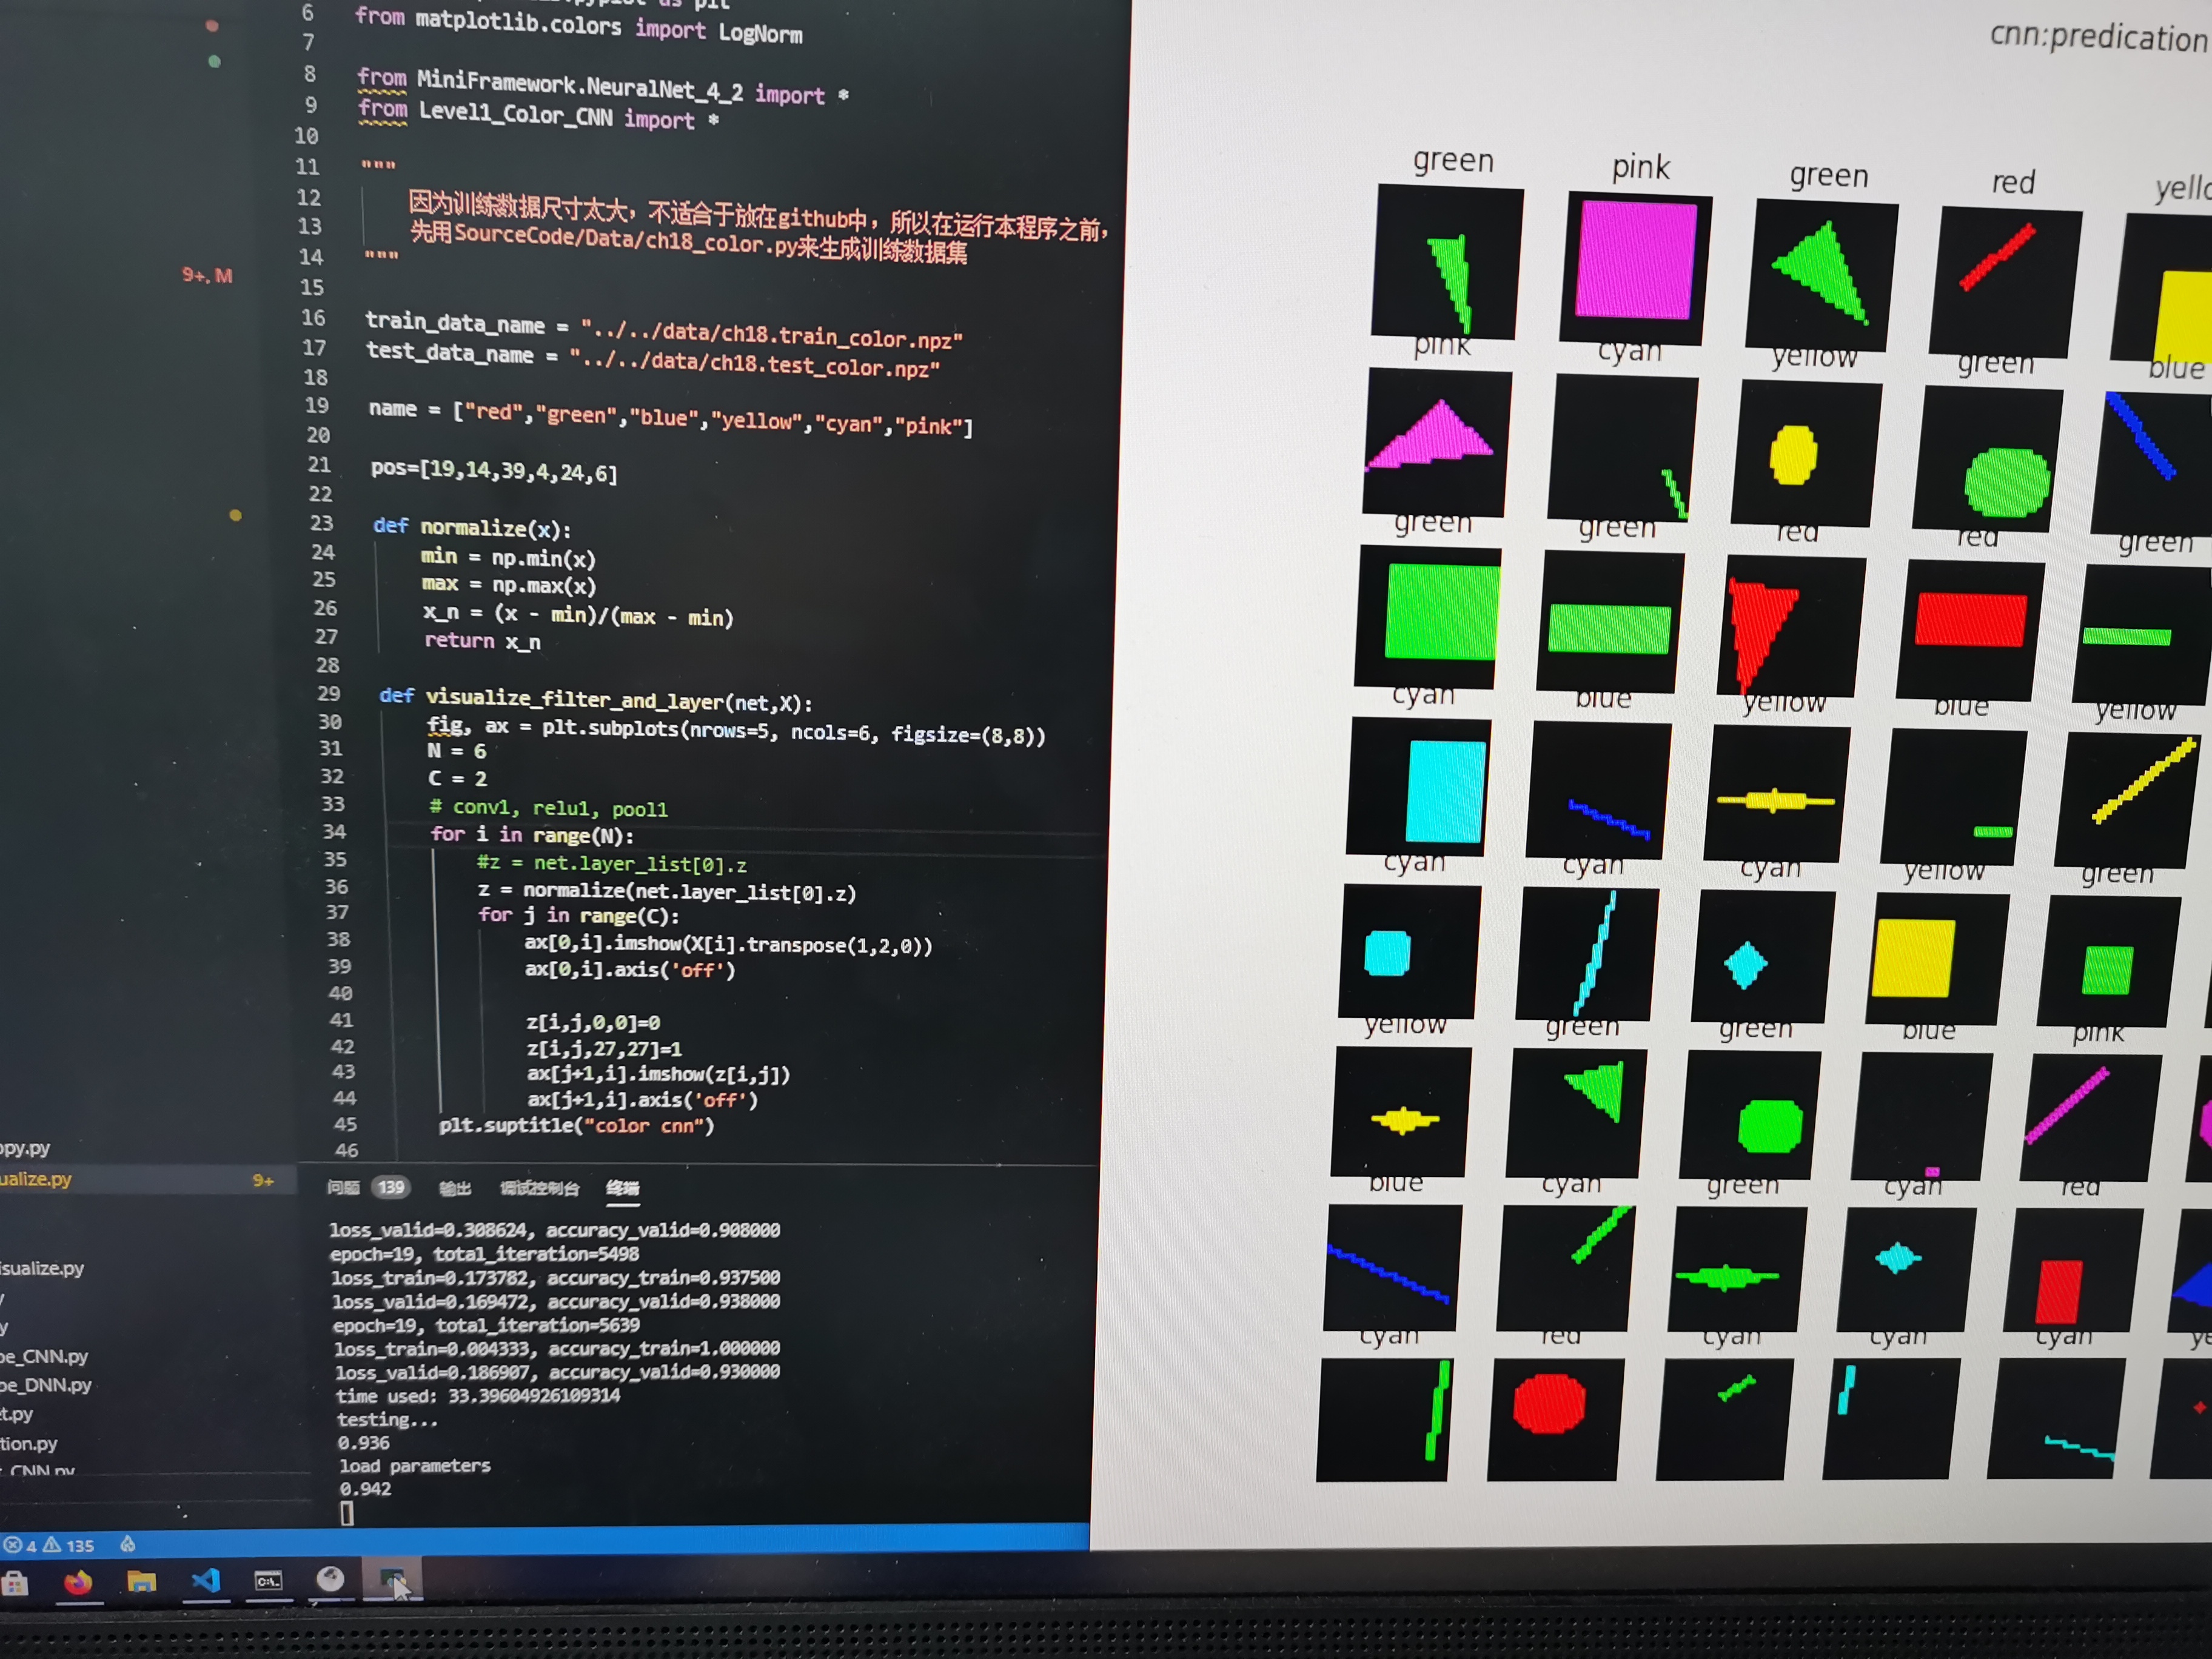 6 from matplotlib.colors import LogNorm
7
8 from MiniFramework.NeuralNet_4_2 import *
9 from Level1_Color_CNN import *
10
11 """
12 因为训练数据尺寸太大，不适合于放在github中，所以在运行本程序之前，
13 先用SourceCode/Data/ch18_color.py来生成训练数据集
14 """
15
16 train_data_name = "../../data/ch18.train_color.npz"
17 test_data_name = "../../data/ch18.test_color.npz"
18
19 name = ["red","green","blue","yellow","cyan","pink"]
20
21 pos=[19,14,39,4,24,6]
22
23 def normalize(x):
24 min = np.min(x)
25 max = np.max(x)
26 x_n = (x - min)/(max - min)
27 return x_n
28
29 def visualize_filter_and_layer(net,X):
30 fig, ax = plt.subplots(nrows=5, ncols=6, figsize=(8,8))
31 N = 6
32 C = 2
33 # conv1, relu1, pool1
34 for i in range(N):
35 #z = net.layer_list[0].z
36 z = normalize(net.layer_list[0].z)
37 for j in range(C):
38 ax[0,i].imshow(X[i].transpose(1,2,0))
39 ax[0,i].axis('off')
40
41 z[i,j,0,0]=0
42 z[i,j,27,27]=1
43 ax[j+1,i].imshow(z[i,j])
44 ax[j+1,i].axis('off')
45 plt.suptitle("color cnn")
46
9+, M
opy.py
ualize.py 9+
isualize.py
y
y
pe_CNN.py
pe_DNN.py
et.py
tion.py
_CNN.py
问题 139 输出 调试控制台 终端
loss_valid=0.308624, accuracy_valid=0.908000
epoch=19, total_iteration=5498
loss_train=0.173782, accuracy_train=0.937500
loss_valid=0.169472, accuracy_valid=0.938000
epoch=19, total_iteration=5639
loss_train=0.004333, accuracy_train=1.000000
loss_valid=0.186907, accuracy_valid=0.930000
time used: 33.39604926109314
testing...
0.936
load parameters
0.942
4 135
cnn:predication
green pink green red yello
pink cyan yellow green blue
green green red red green
cyan blue yellow blue yellow
cyan cyan cyan yellow green
yellow green green blue pink
blue cyan green cyan red
cyan red cyan cyan cyan ye